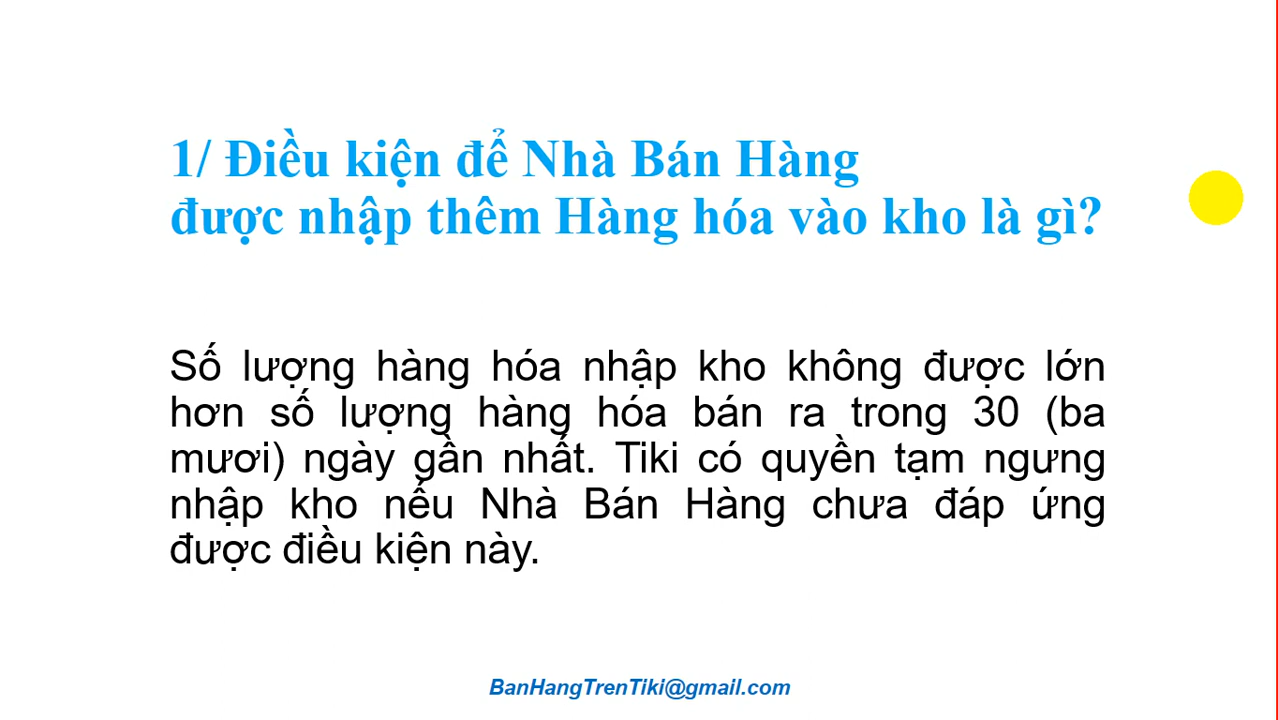 1/ Điều kiện để Nhà Bán Hàng
được nhập thêm Hàng hóa vào kho là gì?
Số lượng hàng hóa nhập kho không được lớn
hơn số lượng hàng hóa bán ra trong 30 (ba
mươi) ngày gần nhất. Tiki có quyền tạm ngưng
nhập kho nếu Nhà Bán Hàng chưa đáp ứng
được điều kiện này.
BanHangTrenTiki@gmail.com